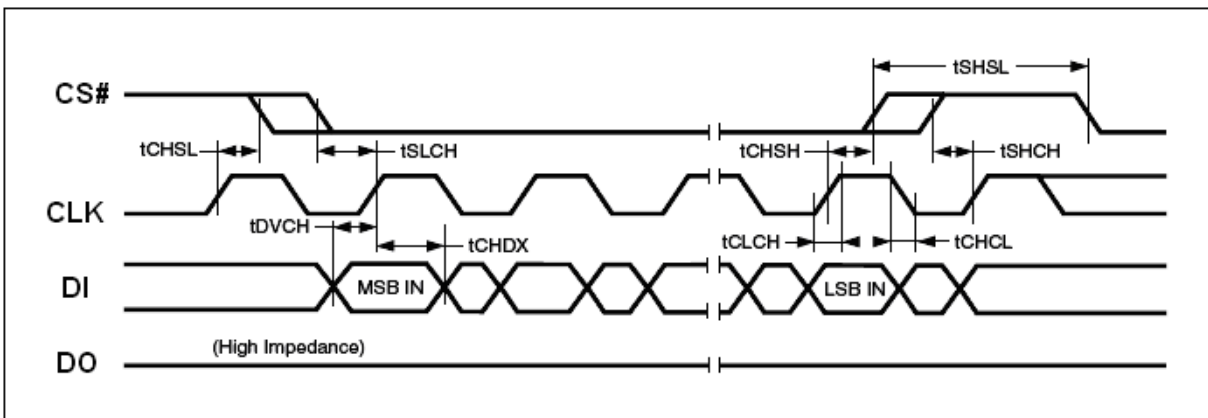 tSHSL
CS#
tCHSL
tSLCH
tCHSH
tSHCH
CLK
tDVCH
tCHDX
tCLCH
tCHCL
DI
MSB IN
LSB IN
(High Impedance)
DO